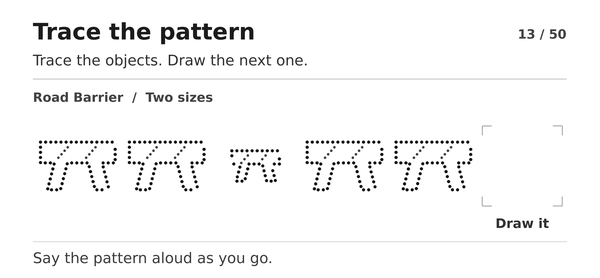 Trace the pattern
13 / 50
Trace the objects. Draw the next one.
Road Barrier / Two sizes
Draw it
Say the pattern aloud as you go.